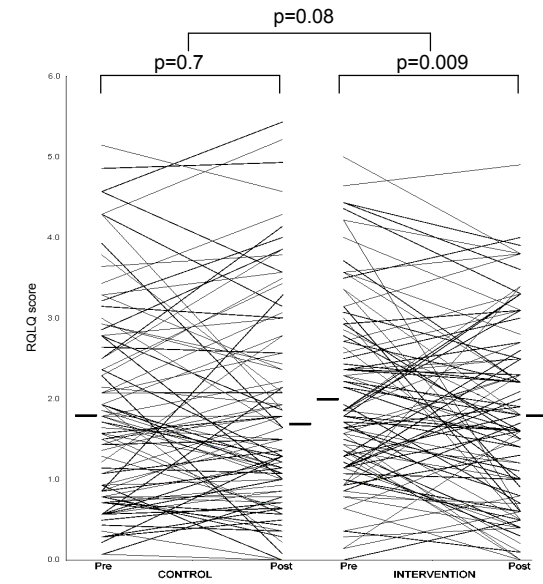 p=0.08
p=0.7
p=0.009
6.0
5.0
4.0
3.0
2.0
1.0
0.0
RQLQ score
Pre
Post
Pre
Post
CONTROL
INTERVENTION